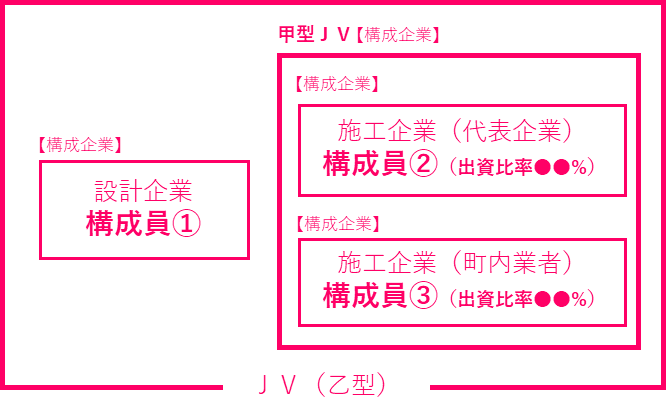 甲型ＪＶ【構成企業】
【構成企業】
施工企業（代表企業）
構成員②（出資比率●●%）
【構成企業】
設計企業
構成員①
【構成企業】
施工企業（町内業者）
構成員③（出資比率●●%）
ＪＶ（乙型）